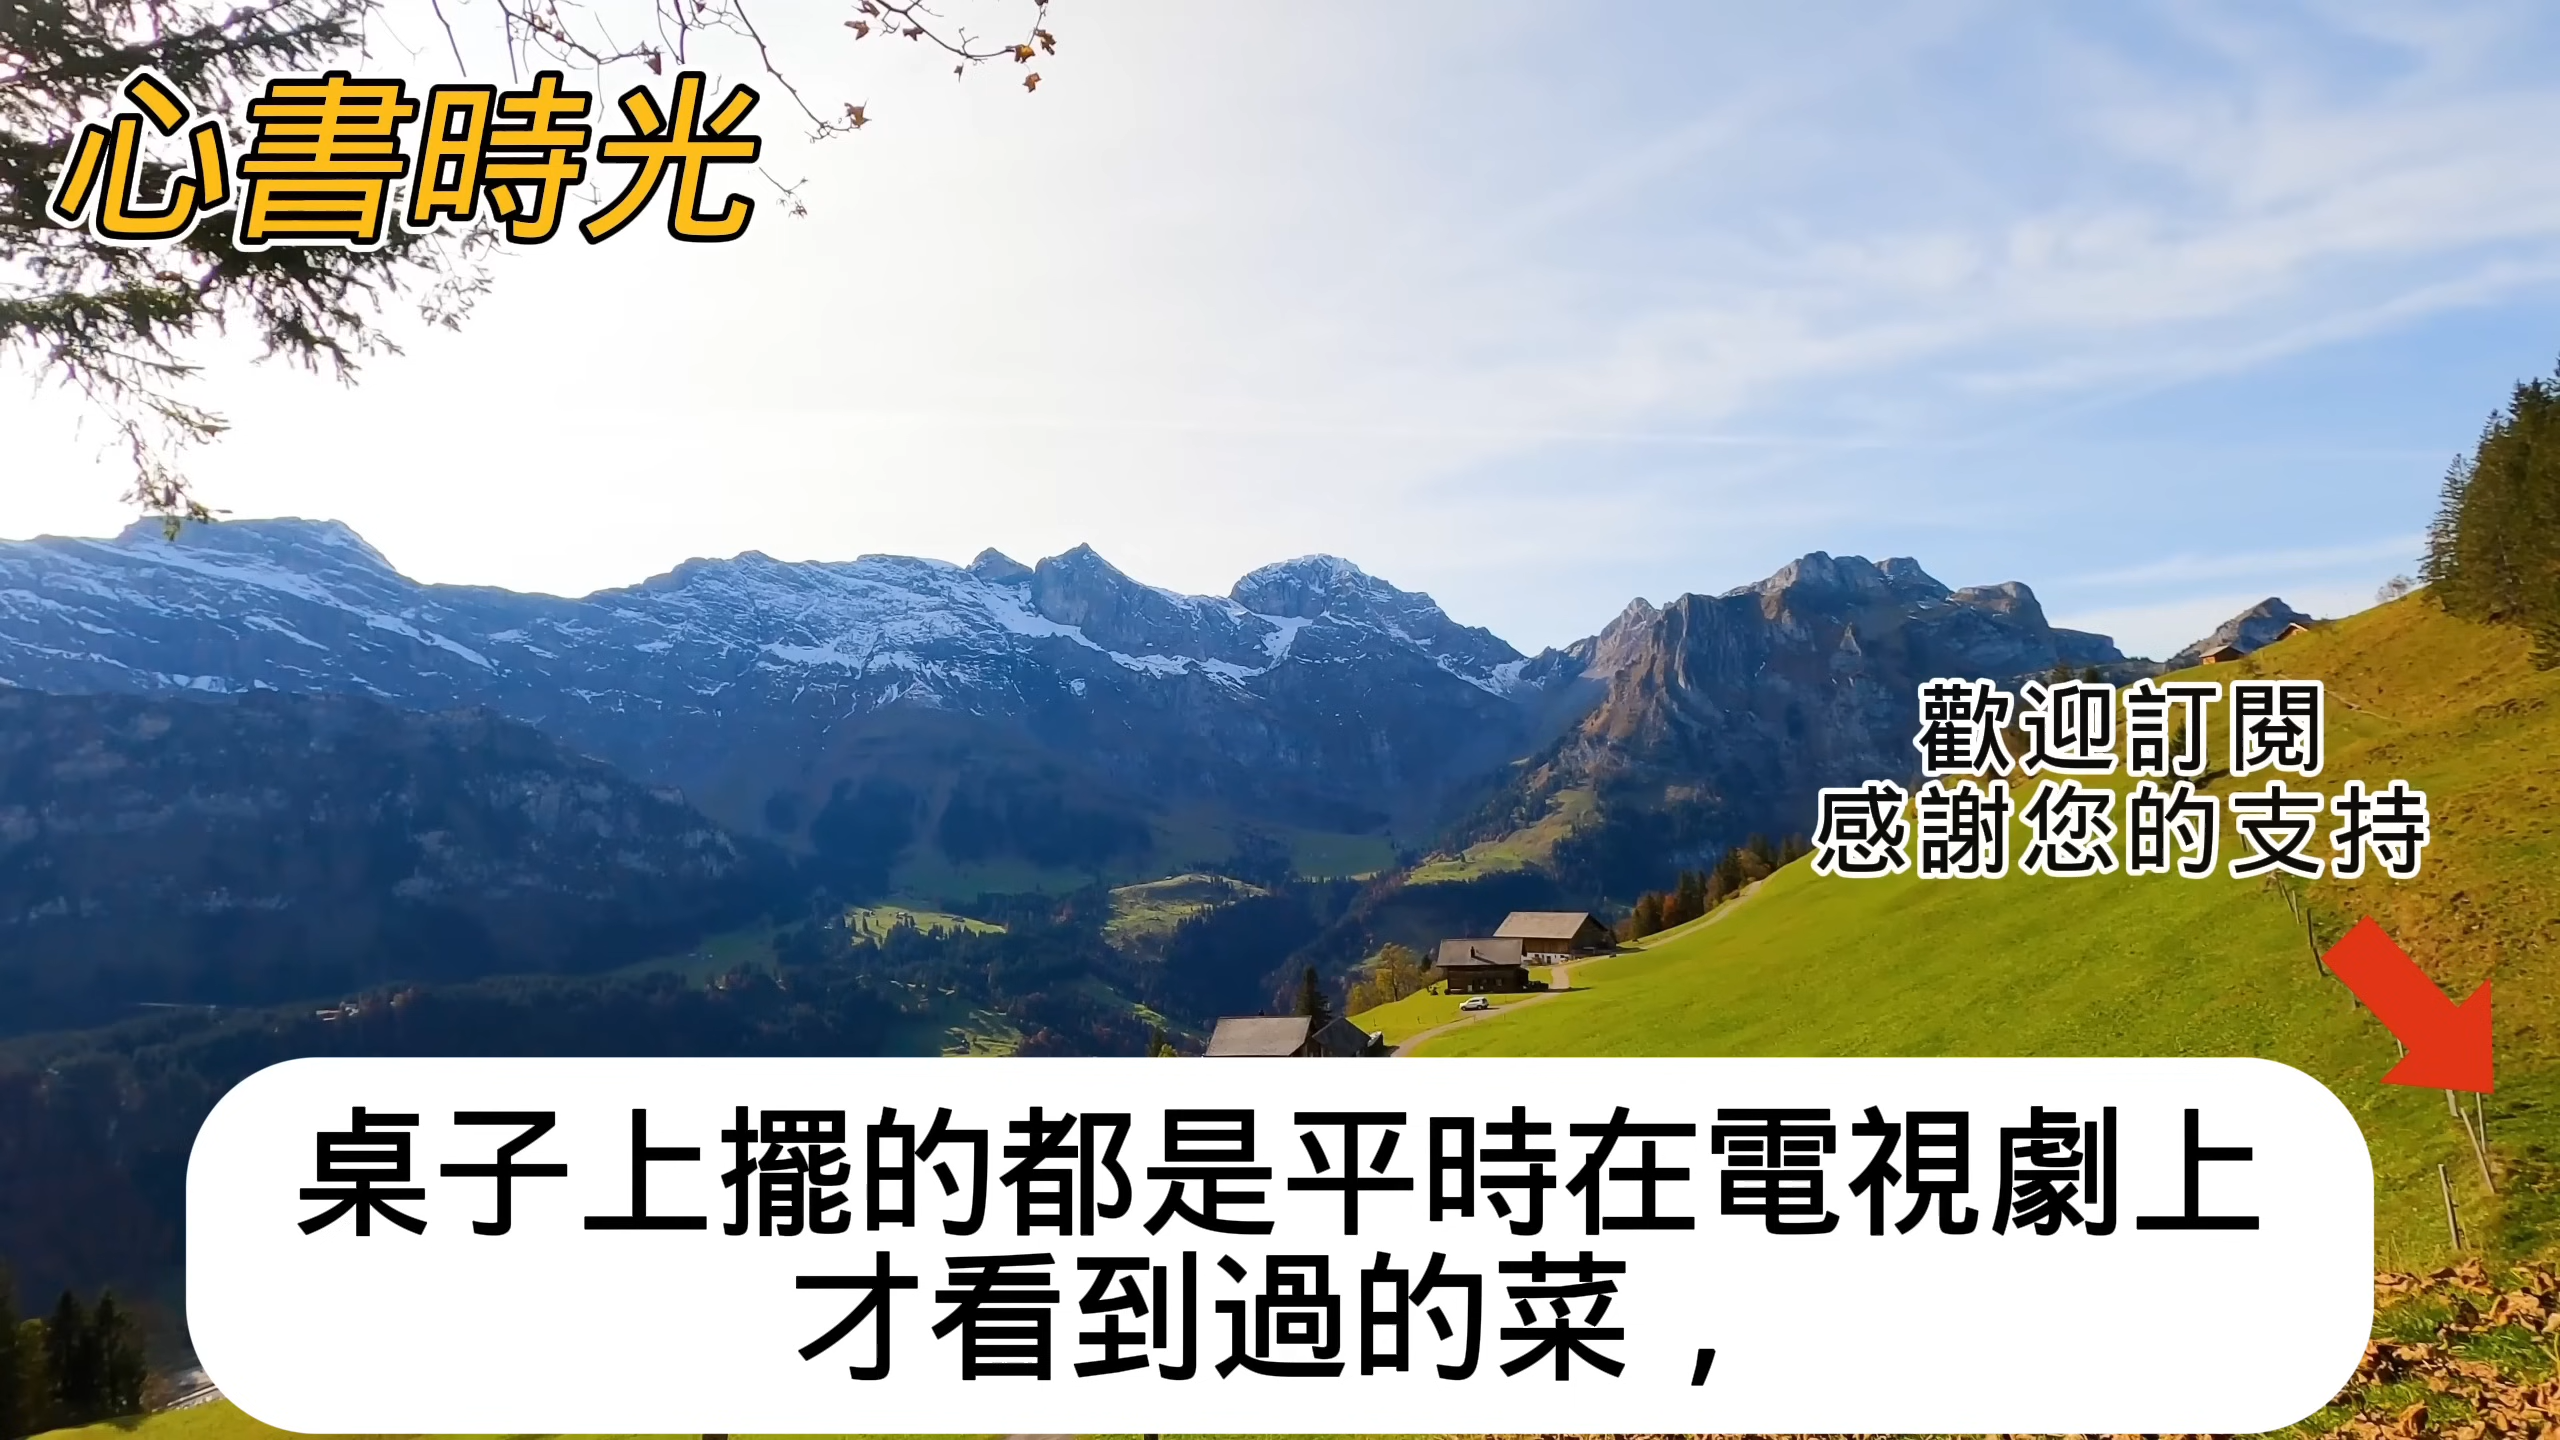 心書時光
歡迎訂閱
感謝您的支持
桌子上擺的都是平時在電視劇上
才看到過的菜，